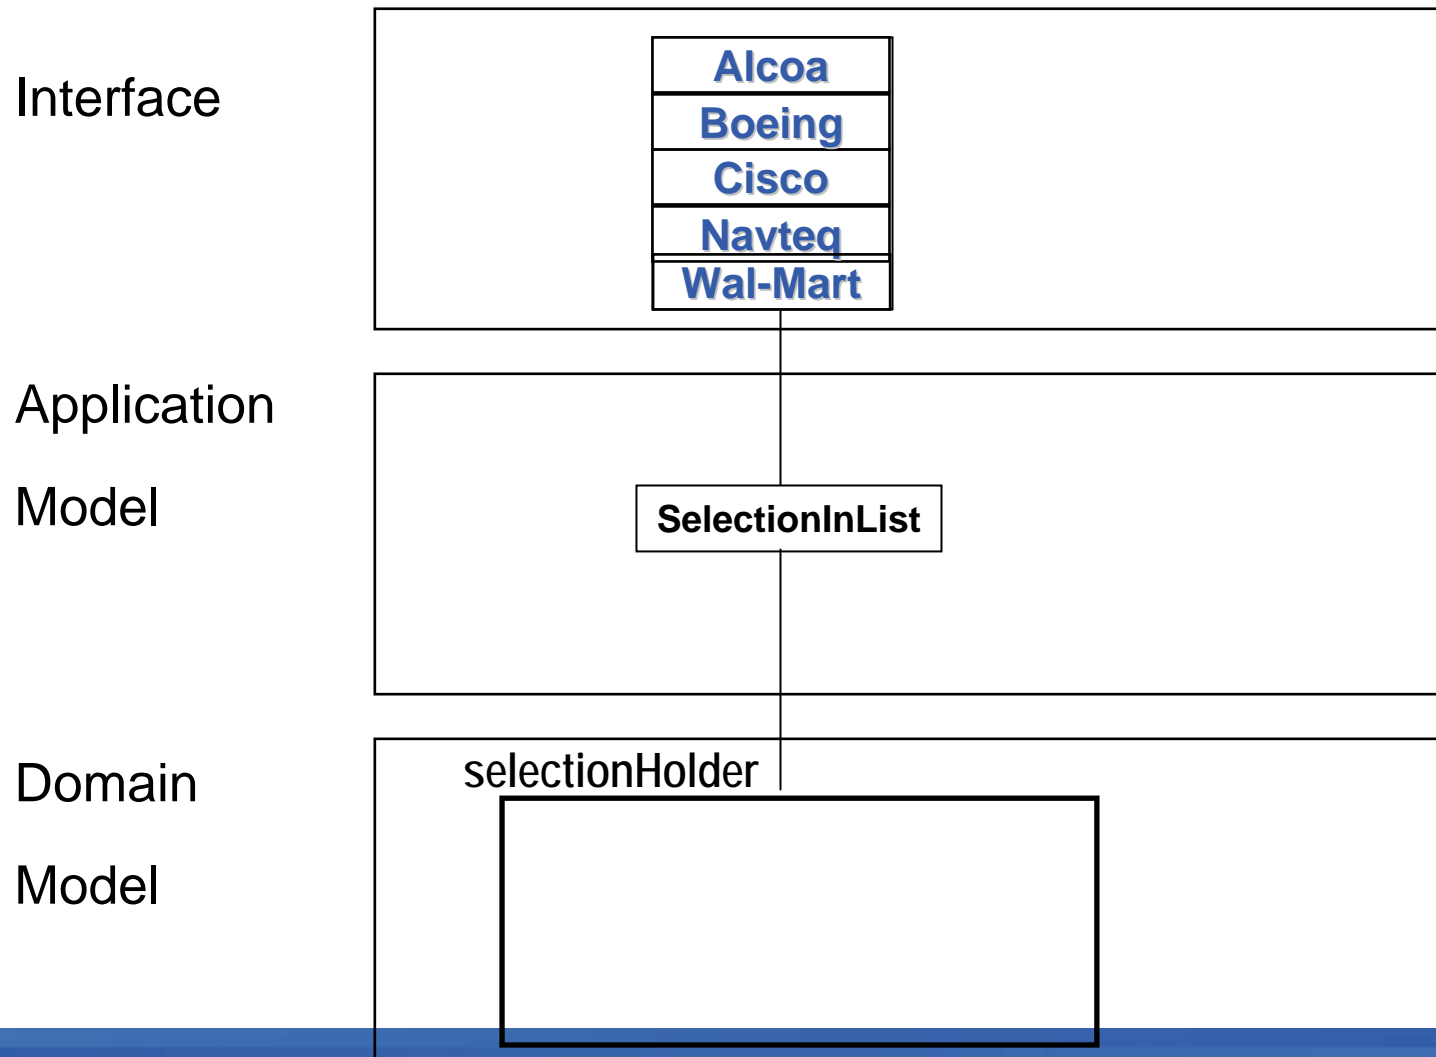 Interface
Alcoa
Boeing
Cisco
Navteq
Wal-Mart
Application
Model
SelectionInList
Domain
Model
selectionHolder